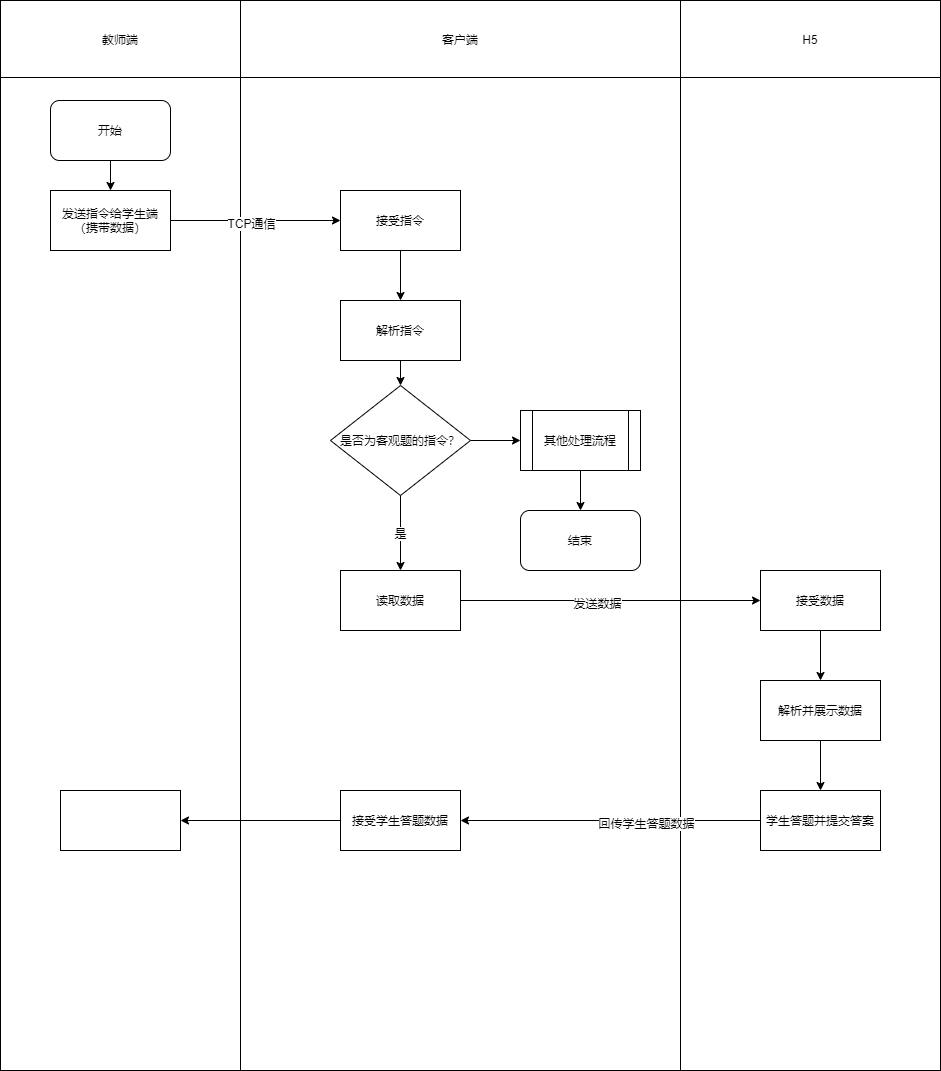 教师端
客户端
H5
开始
发送指令给学生端
（携带数据）
TCP通信
接受指令
解析指令
是否为客观题的指令？
其他处理流程
是
结束
读取数据
发送数据
接受数据
解析并展示数据
接受学生答题数据
回传学生答题数据
学生答题并提交答案